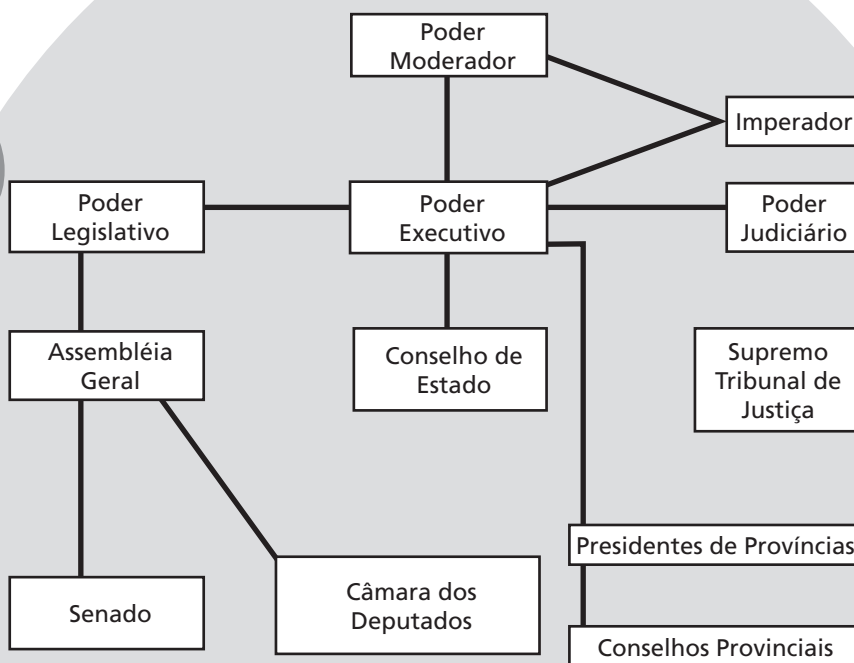 Poder
Moderador
Imperador
Poder
Legislativo
Poder
Executivo
Poder
Judiciário
Assembléia
Geral
Conselho de
Estado
Supremo
Tribunal de
Justiça
Presidentes de Províncias
Senado
Câmara dos
Deputados
Conselhos Provinciais